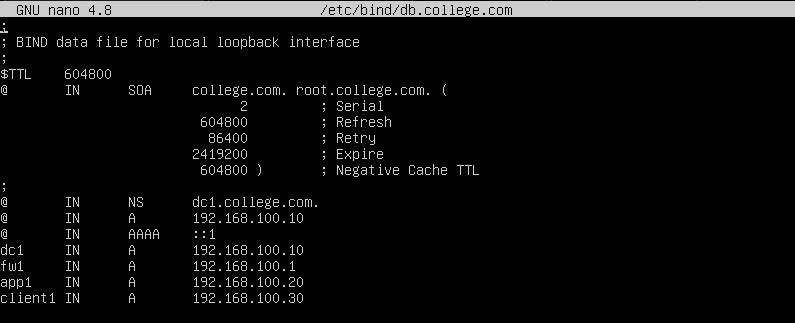 GNU nano 4.8 /etc/bind/db.college.com
;
; BIND data file for local loopback interface
;
$TTL 604800
@ IN SOA college.com. root.college.com. (
2 ; Serial
604800 ; Refresh
86400 ; Retry
2419200 ; Expire
604800 ) ; Negative Cache TTL
;
@ IN NS dc1.college.com.
@ IN A 192.168.100.10
@ IN AAAA ::1
dc1 IN A 192.168.100.10
fw1 IN A 192.168.100.1
app1 IN A 192.168.100.20
client1 IN A 192.168.100.30